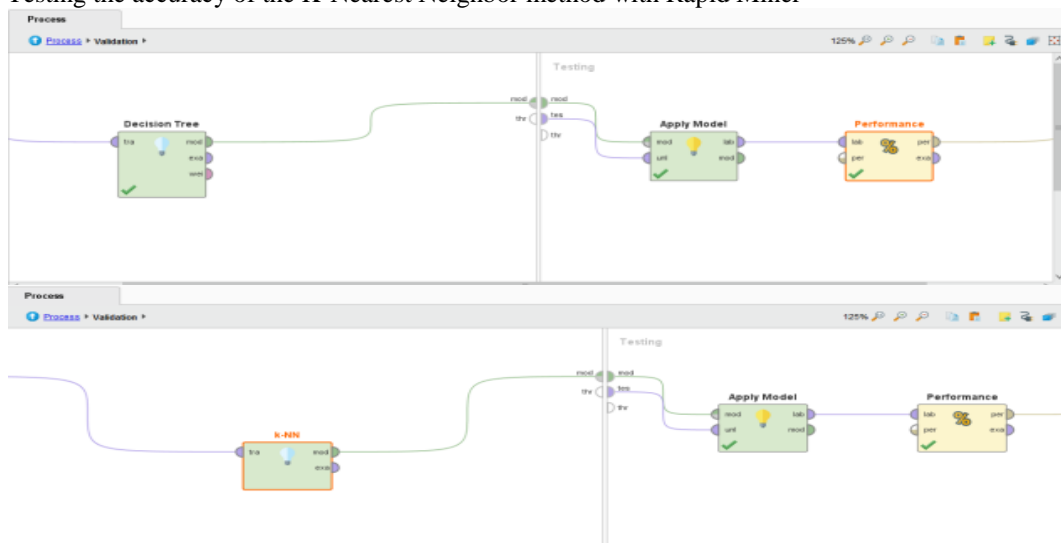 Testing the accuracy of the K-Nearest Neighbor method with Rapid Miner
Process
Process ▸ Validation ▸
125%
Testing
mod mod
thr tes
thr
Decision Tree
tra mod
exa
wei
Apply Model
mod lab
unl mod
Performance
lab per
per exa
Process
Process ▸ Validation ▸
125%
Testing
mod mod
thr tes
thr
k-NN
tra mod
exa
Apply Model
mod lab
unl mod
Performance
lab per
per exa